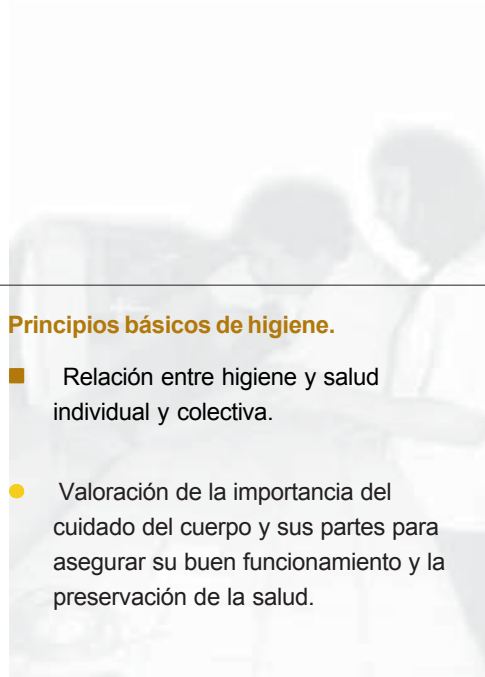 Principios básicos de higiene.
Relación entre higiene y salud
individual y colectiva.
Valoración de la importancia del
cuidado del cuerpo y sus partes para
asegurar su buen funcionamiento y la
preservación de la salud.